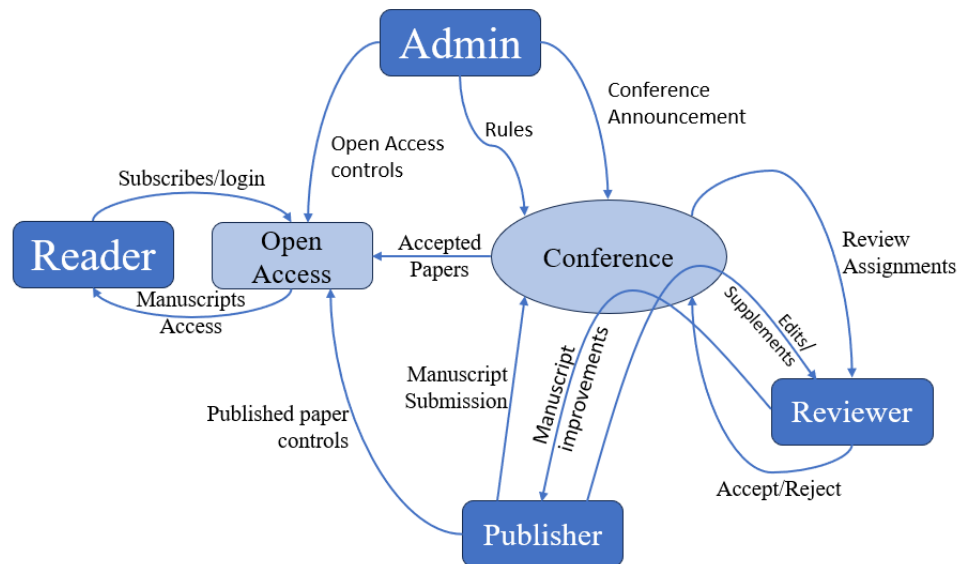 Admin
Conference
Announcement
Rules
Open Access
controls
Subscribes/login
Reader
Open
Access
Accepted
Papers
Conference
Review
Assignments
Manuscripts
Access
Edits/
Supplements
Manuscript
Submission
Manuscript
improvements
Reviewer
Published paper
controls
Accept/Reject
Publisher